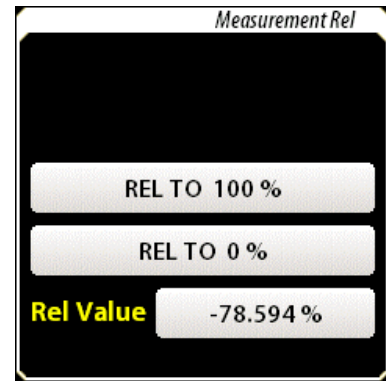 Measurement Rel
REL TO 100 %
REL TO 0 %
Rel Value -78.594 %